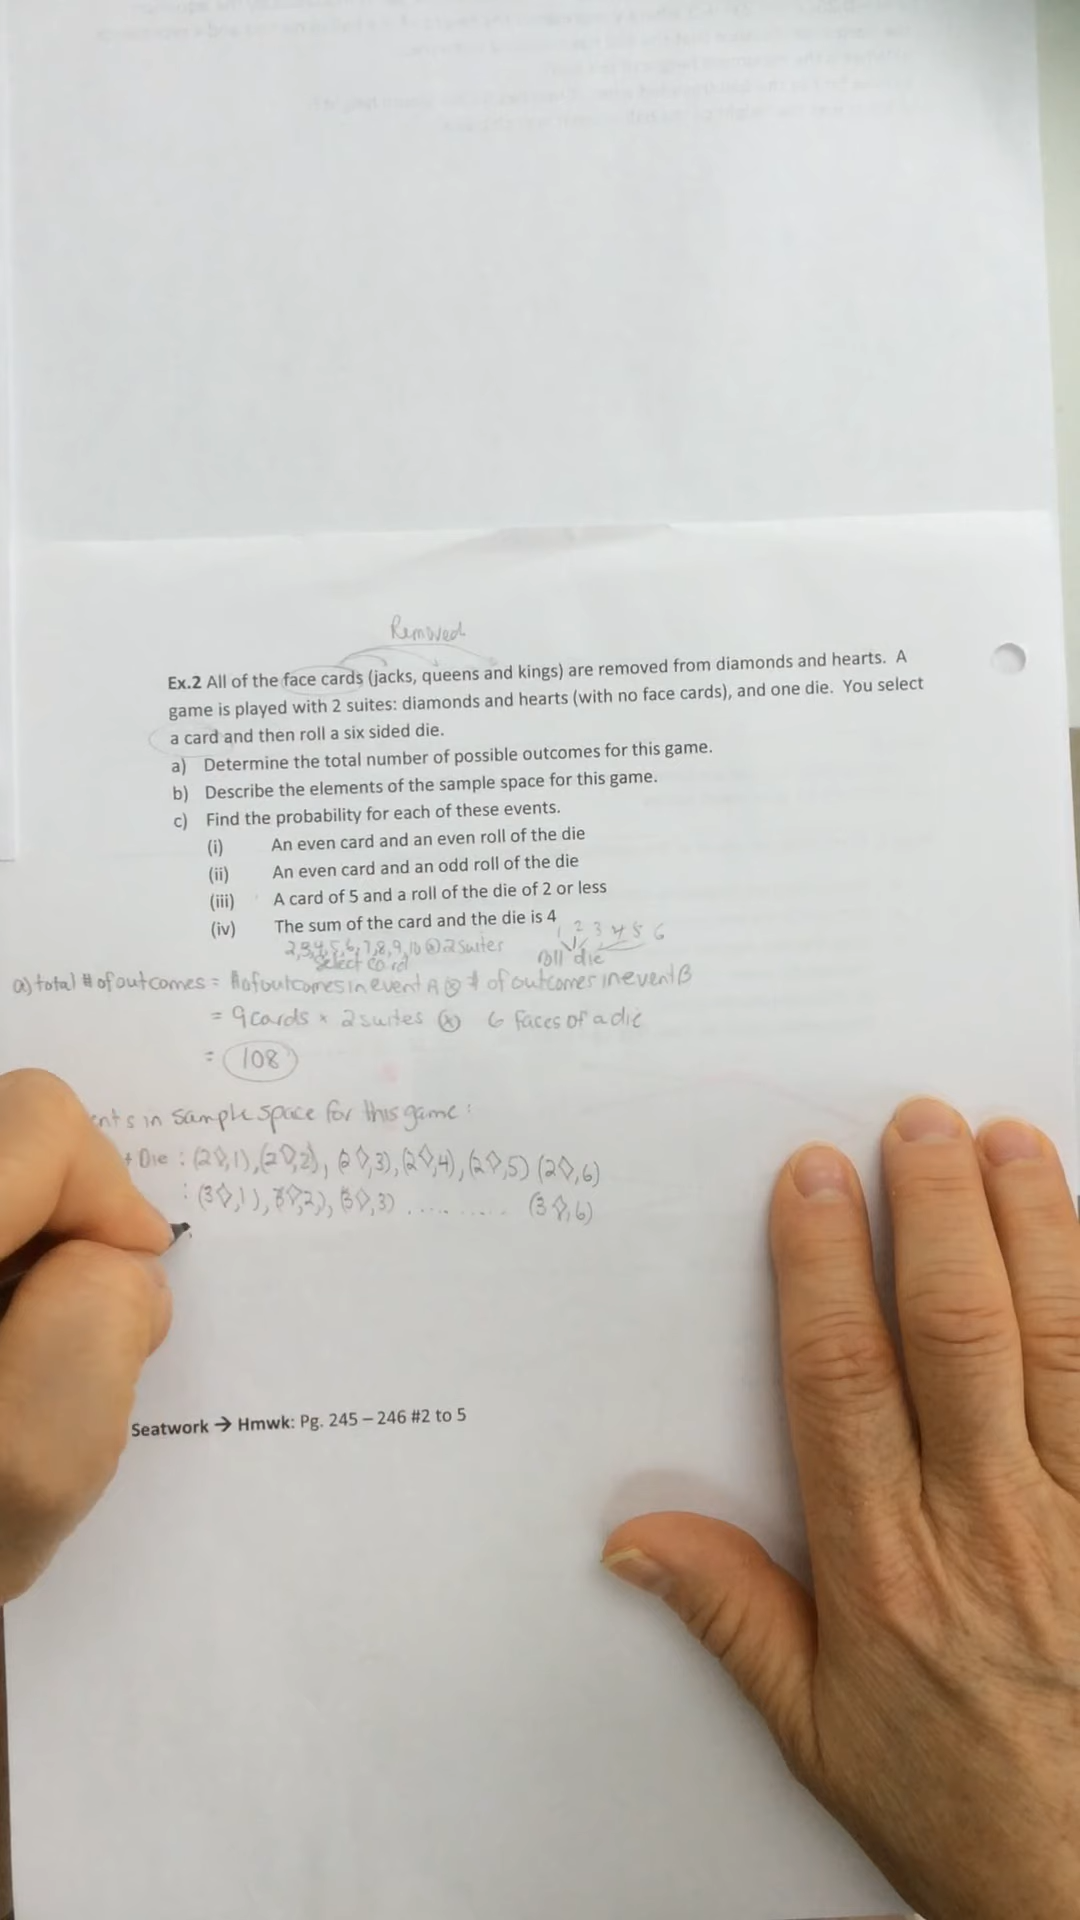 Removed
Ex.2 All of the face cards (jacks, queens and kings) are removed from diamonds and hearts. A
game is played with 2 suites: diamonds and hearts (with no face cards), and one die. You select
a card and then roll a six sided die.
a) Determine the total number of possible outcomes for this game.
b) Describe the elements of the sample space for this game.
c) Find the probability for each of these events.
(i) An even card and an even roll of the die
(ii) An even card and an odd roll of the die
(iii) A card of 5 and a roll of the die of 2 or less
(iv) The sum of the card and the die is 4
1 2 3 4 5 6
2,3,4,5,6,7,8,9,10 ⊗ 2 suites
select card roll die
a) total # of outcomes = # of outcomes in event A ⊗ # of outcomes in event B
= 9 cards × 2 suites ⊗ 6 faces of a die
= 108
ents in sample space for this game:
+ Die : (2♢,1),(2♢,2), (2♢,3),(2♢,4),(2♢,5) (2♢,6)
: (3♢,1), (3♢,2), (3♢,3) .......... (3♢,6)
Seatwork → Hmwk: Pg. 245 – 246 #2 to 5